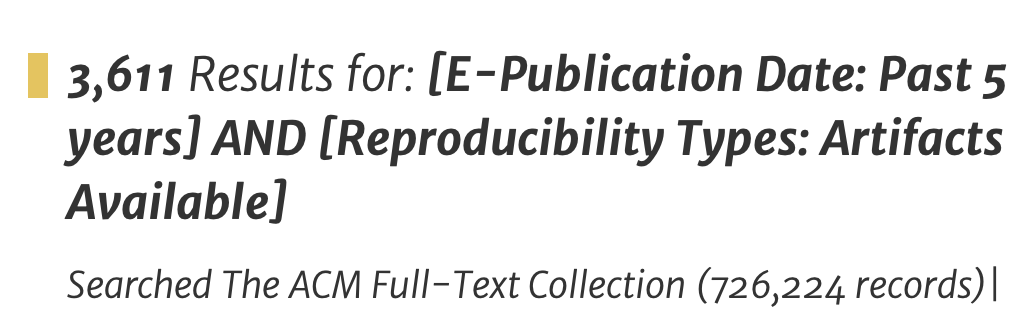 3,611 Results for: [E-Publication Date: Past 5
years] AND [Reproducibility Types: Artifacts
Available]
Searched The ACM Full-Text Collection (726,224 records)|